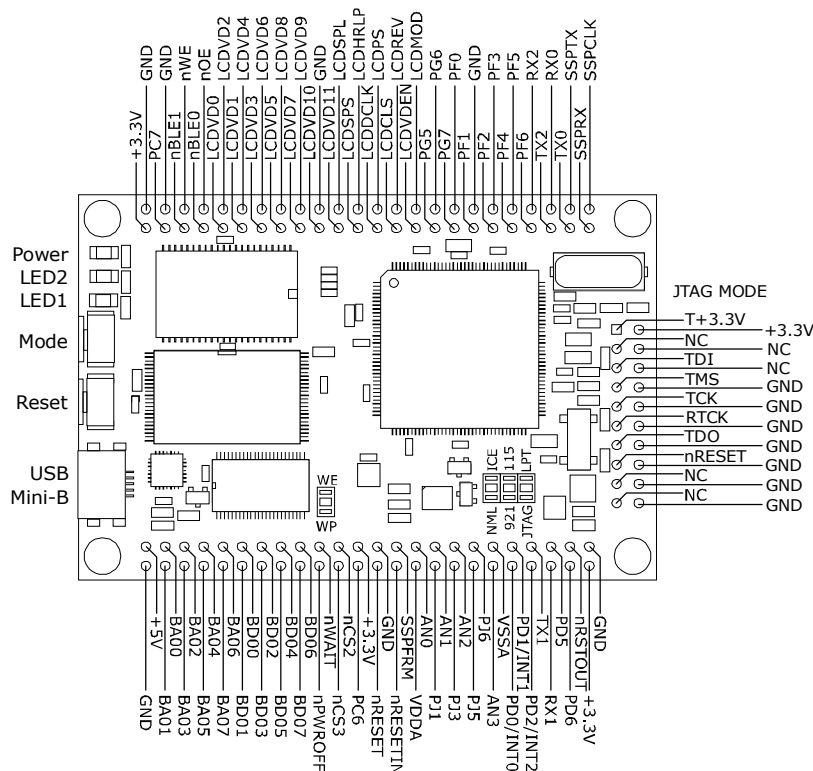 GND
GND
nWE
nOE
LCDVD2
LCDVD4
LCDVD6
LCDVD8
LCDVD9
GND
LCDSPL
LCDHRLP
LCDPS
LCDREV
LCDMOD
PG6
PF0
GND
PF3
PF5
RX2
RX0
SSPTX
SSPCLK
+3.3V
PC7
nBLE1
nBLE0
LCDVD0
LCDVD1
LCDVD3
LCDVD5
LCDVD7
LCDVD10
LCDVD11
LCDSPS
LCDDCLK
LCDCLS
LCDVDEN
PG5
PG7
PF1
PF2
PF4
PF6
TX2
TX0
SSPRX
Power
LED2
LED1
Mode
Reset
USB
Mini-B
JTAG MODE
T+3.3V
+3.3V
NC
NC
TDI
NC
TMS
GND
TCK
GND
RTCK
GND
TDO
GND
nRESET
GND
NC
GND
NC
GND
WE
WP
ICE
115
LPT
NML
921
JTAG
+5V
BA00
BA02
BA04
BA06
BD00
BD02
BD04
BD06
nWAIT
nCS2
+3.3V
GND
SSPFRM
AN0
AN1
AN2
PJ6
VSSA
PD1/INT1
TX1
PD5
nRSTOUT
GND
GND
BA01
BA03
BA05
BA07
BD01
BD03
BD05
BD07
nPWROFF
nCS3
PC6
nRESET
nRESETIN
VDDA
PJ1
PJ3
PJ5
AN3
PD0/INT0
PD2/INT2
RX1
PD6
+3.3V